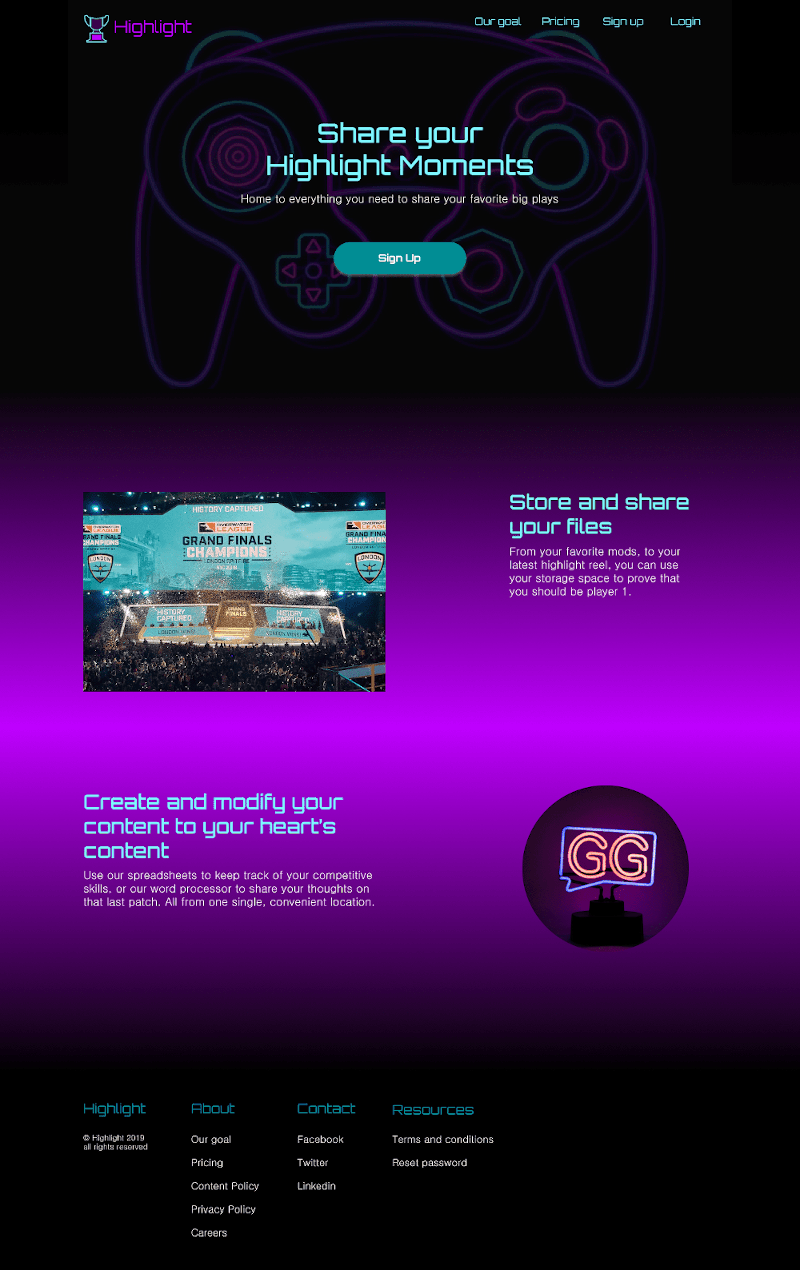 Highlight
Our goal Pricing Sign up Login
Share your
Highlight Moments
Home to everything you need to share your favorite big plays
Sign Up
HISTORY CAPTURED
OVERWATCH
LEAGUE
GRAND FINALS
CHAMPIONS
LONDON SPITFIRE
GRAND FINALS
CHAMPIONS
LONDON
LONDON
HISTORY
CAPTURED
GRAND
FINALS
HISTORY
CAPTURED
LONDON WINS!
LONDON WINS!
Store and share
your files
From your favorite mods, to your
latest highlight reel, you can use
your storage space to prove that
you should be player 1.
Create and modify your
content to your heart's
content
Use our spreadsheets to keep track of your competitive
skills, or our word processor to share your thoughts on
that last patch. All from one single, convenient location.
GG
Highlight
© Highlight 2019
all rights reserved
About
Our goal
Pricing
Content Policy
Privacy Policy
Careers
Contact
Facebook
Twitter
Linkedin
Resources
Terms and conditions
Reset password